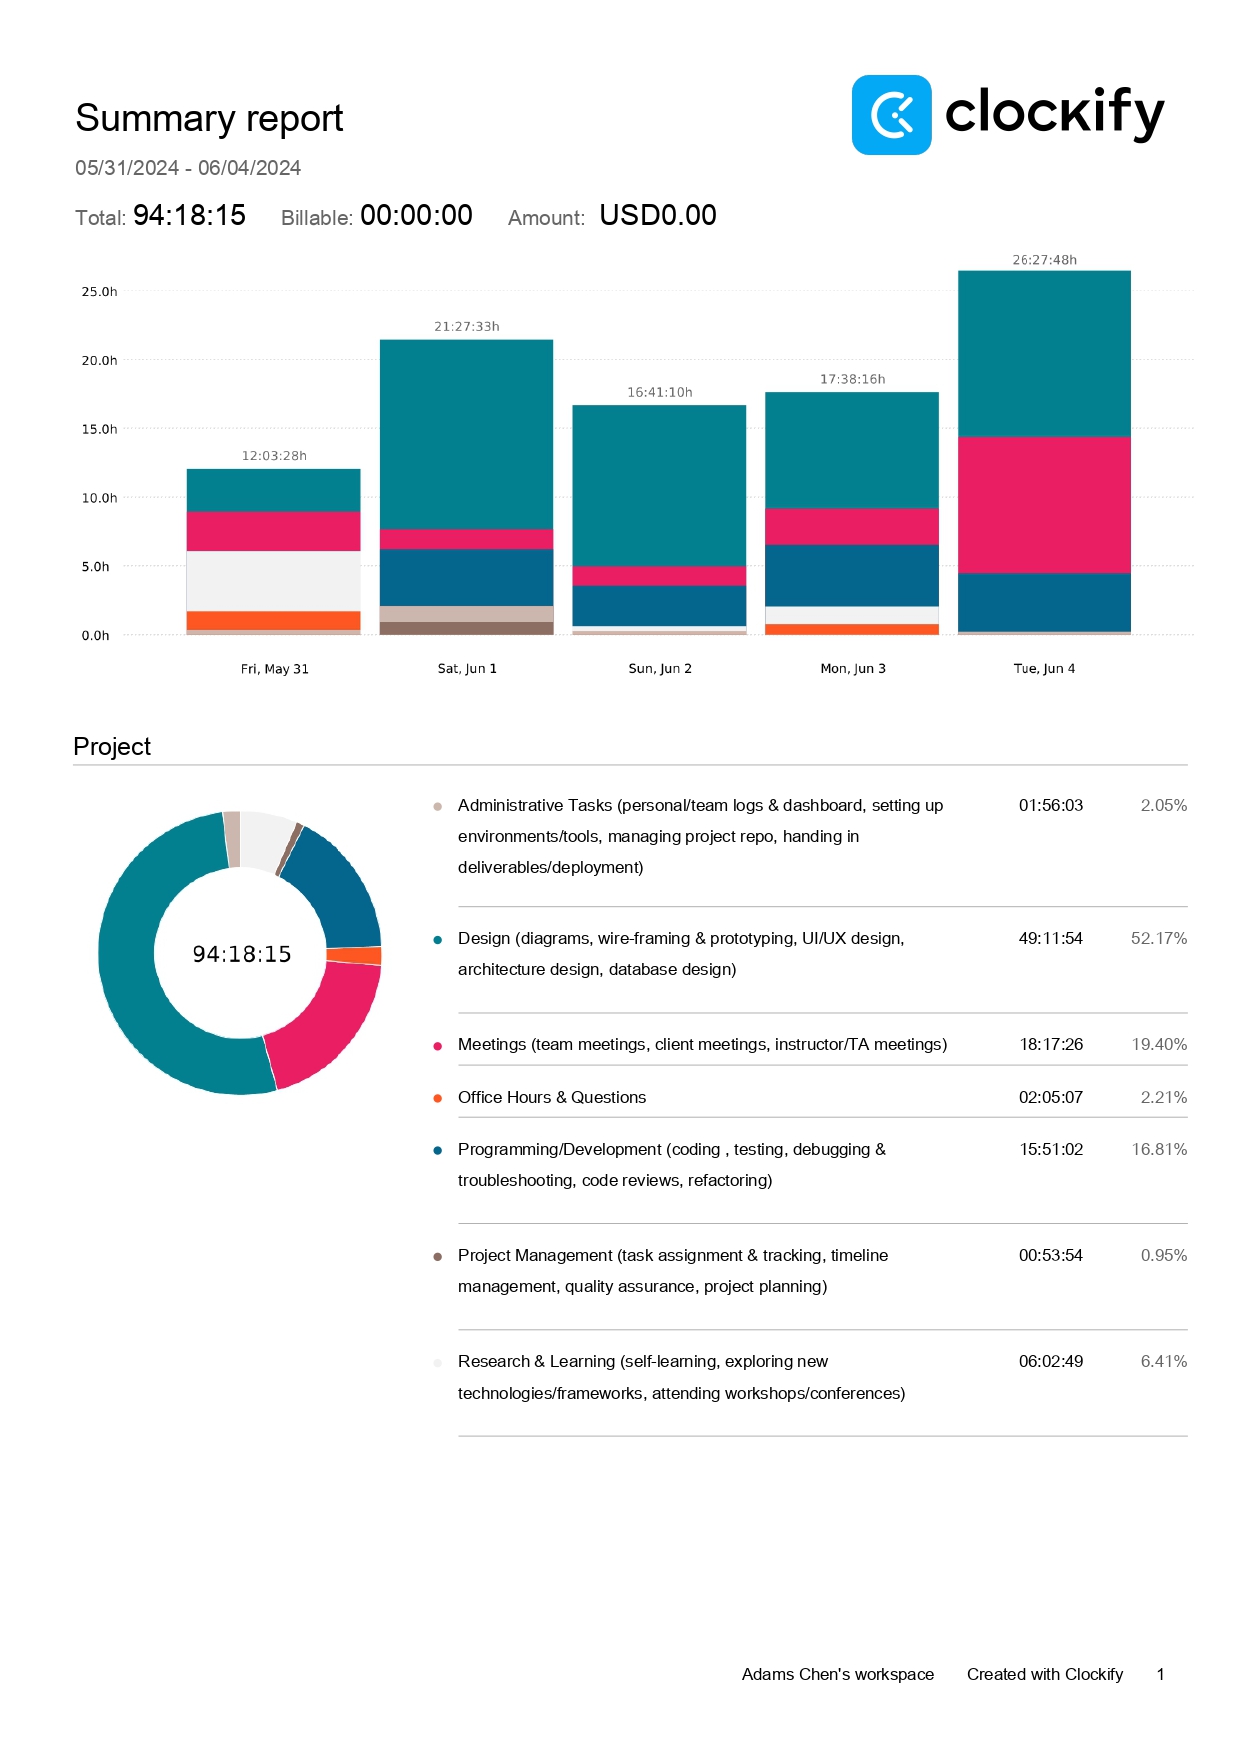 Summary report
clockify
05/31/2024 - 06/04/2024
Total: 94:18:15 Billable: 00:00:00 Amount: USD0.00
26:27:48h
25.0h
21:27:33h
20.0h
17:38:16h
16:41:10h
15.0h
12:03:28h
10.0h
5.0h
0.0h
Fri, May 31 Sat, Jun 1 Sun, Jun 2 Mon, Jun 3 Tue, Jun 4
Project
94:18:15
Administrative Tasks (personal/team logs & dashboard, setting up 01:56:03 2.05%
environments/tools, managing project repo, handing in
deliverables/deployment)
Design (diagrams, wire-framing & prototyping, UI/UX design, 49:11:54 52.17%
architecture design, database design)
Meetings (team meetings, client meetings, instructor/TA meetings) 18:17:26 19.40%
Office Hours & Questions 02:05:07 2.21%
Programming/Development (coding , testing, debugging & 15:51:02 16.81%
troubleshooting, code reviews, refactoring)
Project Management (task assignment & tracking, timeline 00:53:54 0.95%
management, quality assurance, project planning)
Research & Learning (self-learning, exploring new 06:02:49 6.41%
technologies/frameworks, attending workshops/conferences)
Adams Chen's workspace Created with Clockify 1